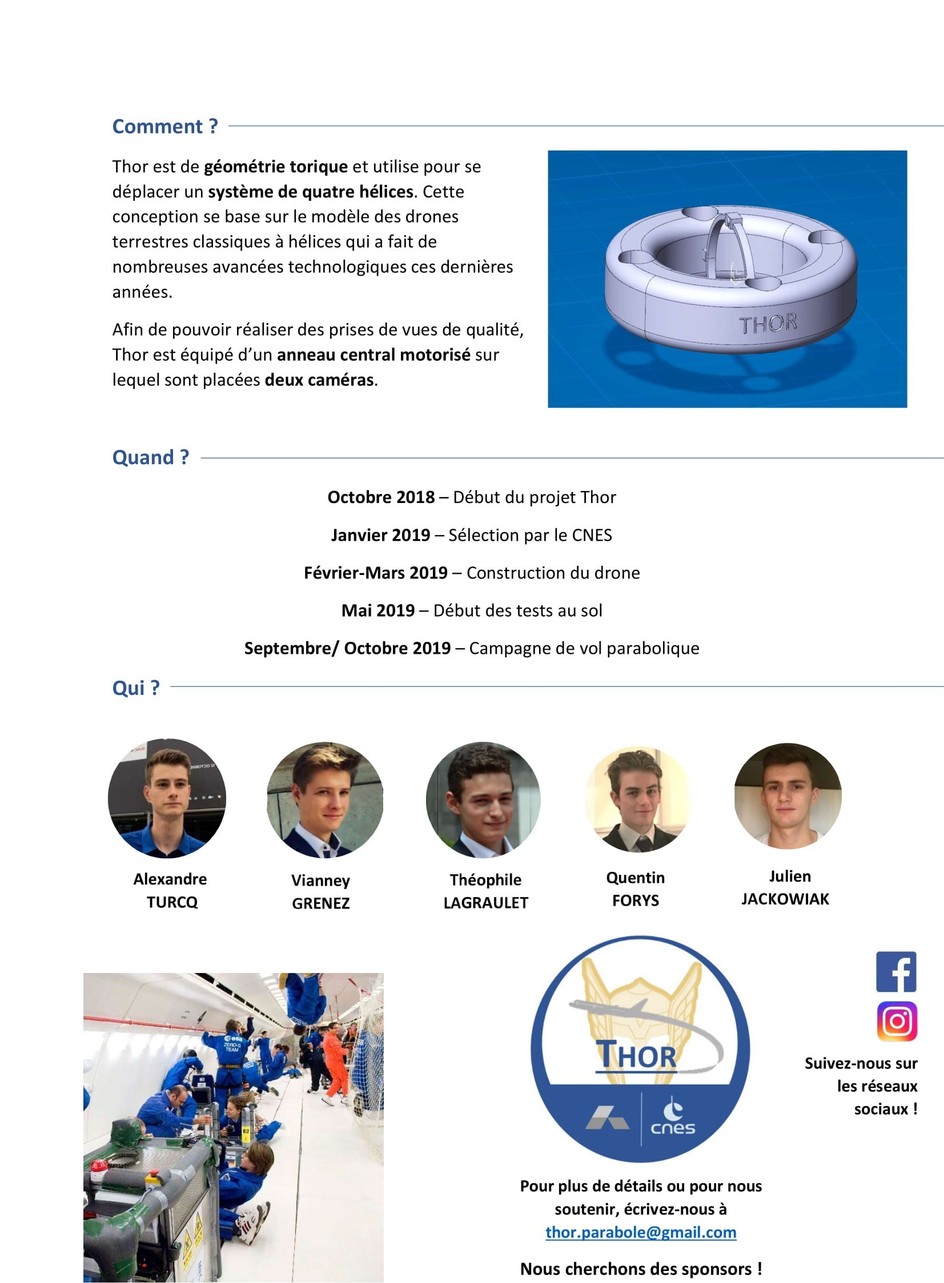 Comment ?
Thor est de géométrie torique et utilise pour se
déplacer un système de quatre hélices. Cette
conception se base sur le modèle des drones
terrestres classiques à hélices qui a fait de
nombreuses avancées technologiques ces dernières
années.
Afin de pouvoir réaliser des prises de vues de qualité,
Thor est équipé d’un anneau central motorisé sur
lequel sont placées deux caméras.
THOR
Quand ?
Octobre 2018 – Début du projet Thor
Janvier 2019 – Sélection par le CNES
Février-Mars 2019 – Construction du drone
Mai 2019 – Début des tests au sol
Septembre/ Octobre 2019 – Campagne de vol parabolique
Qui ?
Alexandre
TURCQ
Vianney
GRENEZ
Théophile
LAGRAULET
Quentin
FORYS
Julien
JACKOWIAK
esa
ZERO-G
TEAM
THOR
cnes
Suivez-nous sur
les réseaux
sociaux !
Pour plus de détails ou pour nous
soutenir, écrivez-nous à
thor.parabole@gmail.com
Nous cherchons des sponsors !